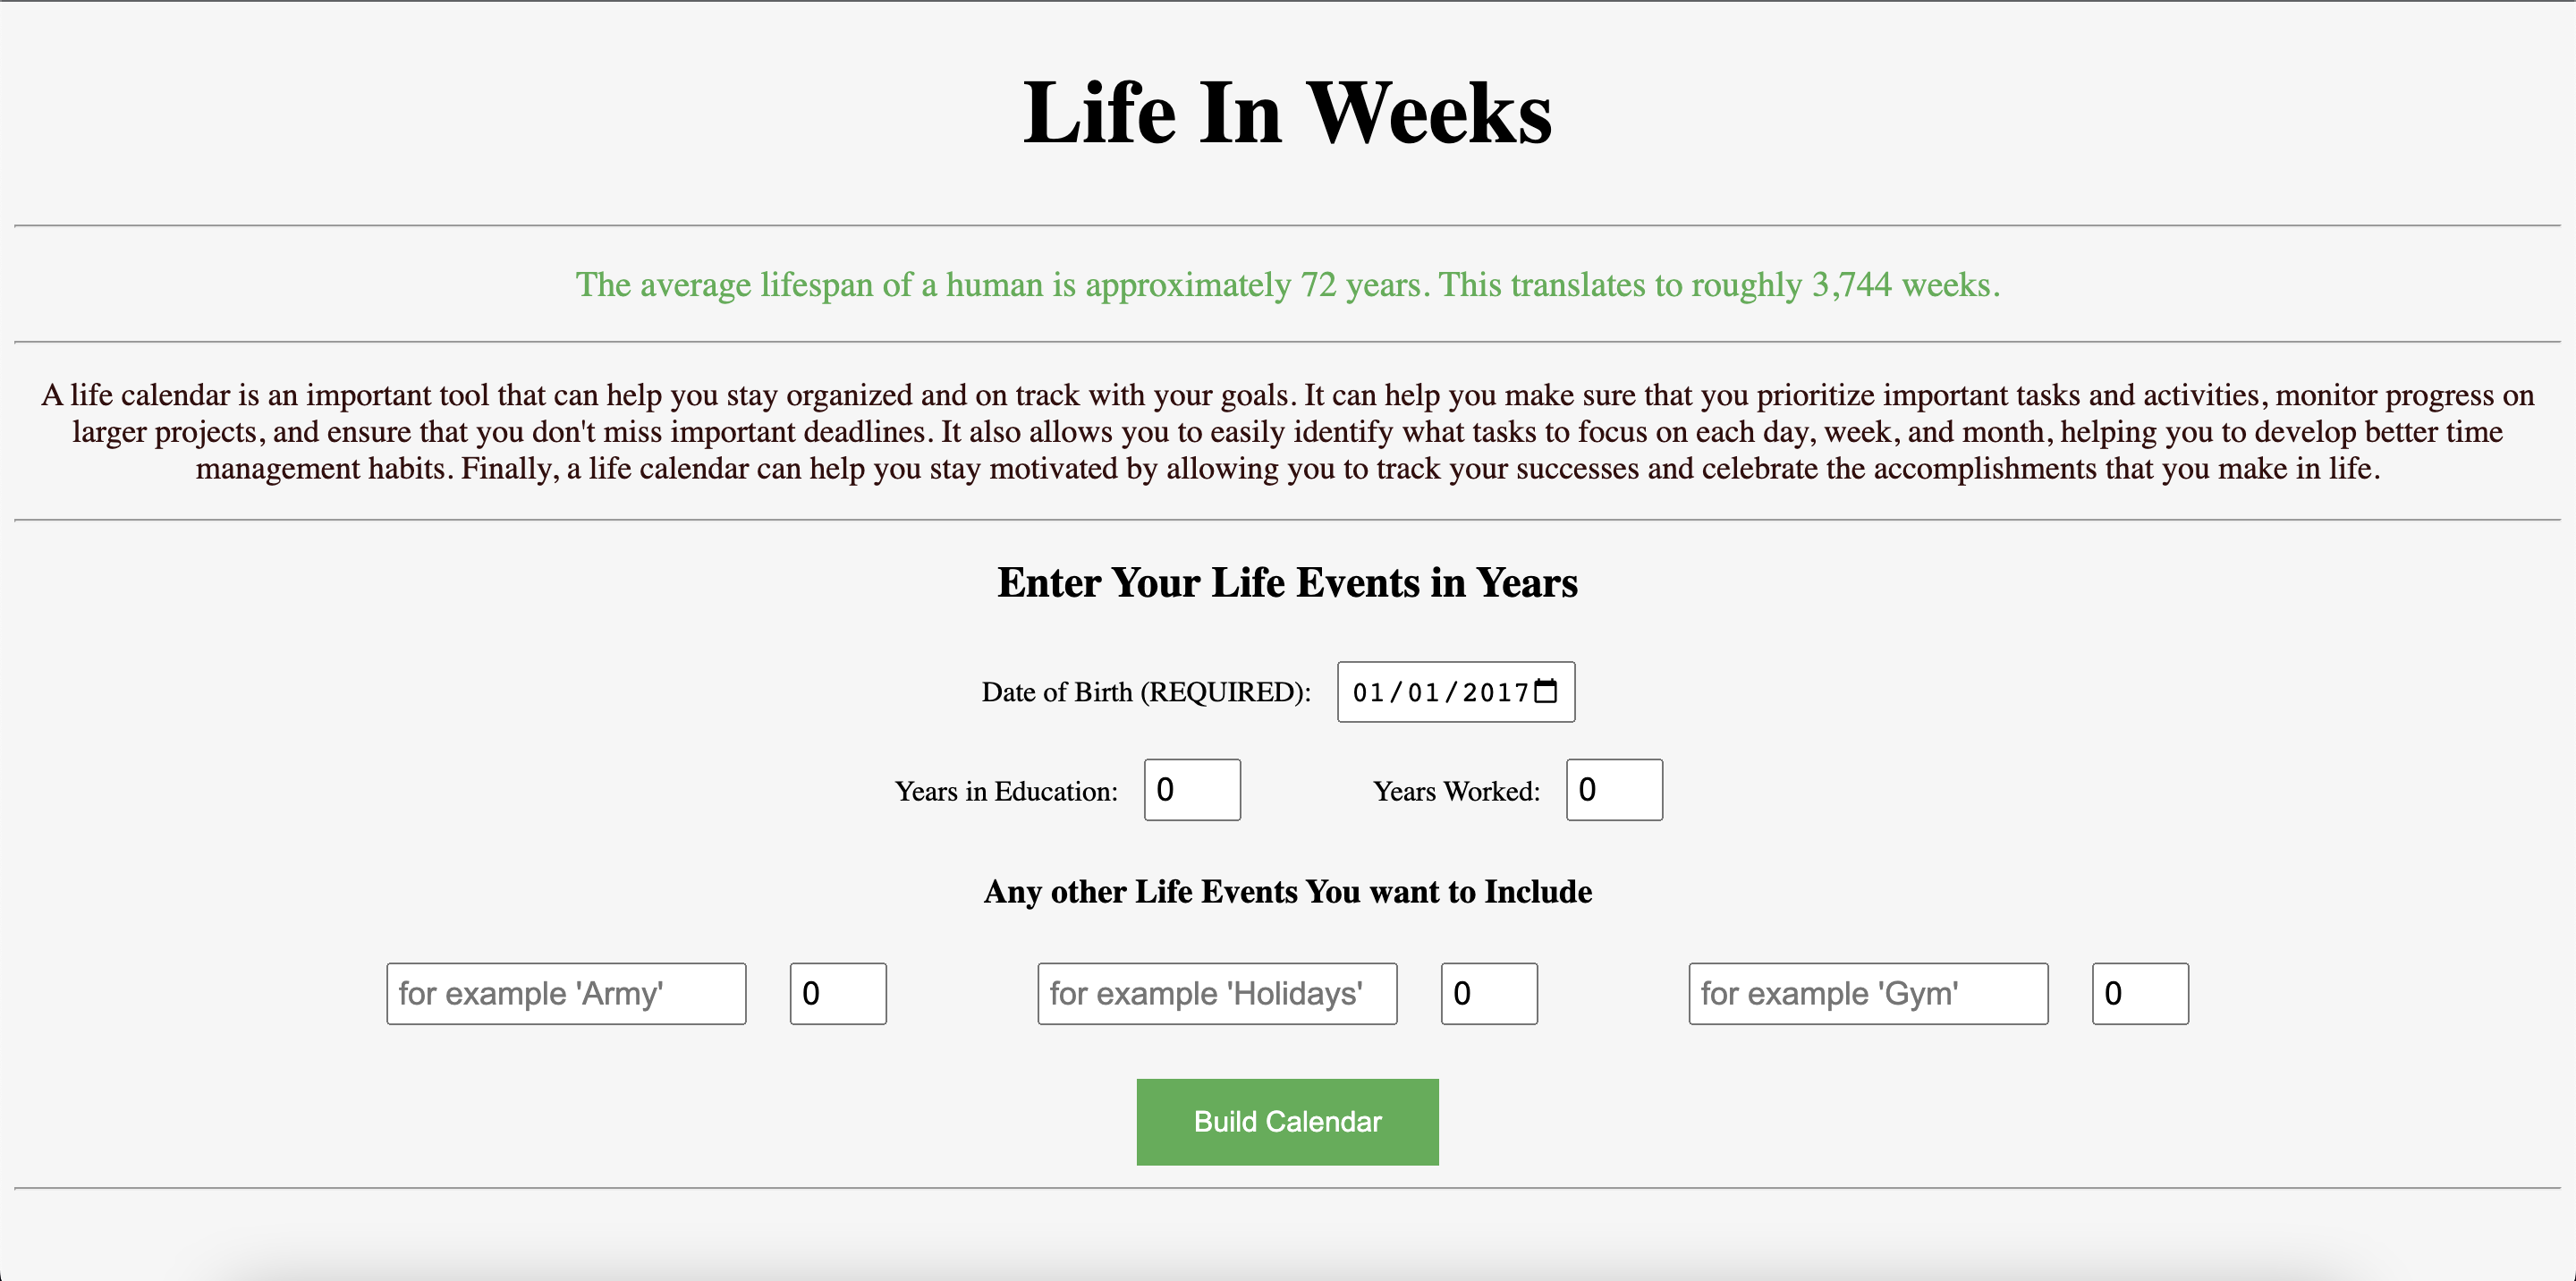 Life In Weeks
The average lifespan of a human is approximately 72 years. This translates to roughly 3,744 weeks.
A life calendar is an important tool that can help you stay organized and on track with your goals. It can help you make sure that you prioritize important tasks and activities, monitor progress on
larger projects, and ensure that you don't miss important deadlines. It also allows you to easily identify what tasks to focus on each day, week, and month, helping you to develop better time
management habits. Finally, a life calendar can help you stay motivated by allowing you to track your successes and celebrate the accomplishments that you make in life.
Enter Your Life Events in Years
Date of Birth (REQUIRED): 01/01/2017
Years in Education: 0 Years Worked: 0
Any other Life Events You want to Include
for example 'Army' 0 for example 'Holidays' 0 for example 'Gym' 0
Build Calendar